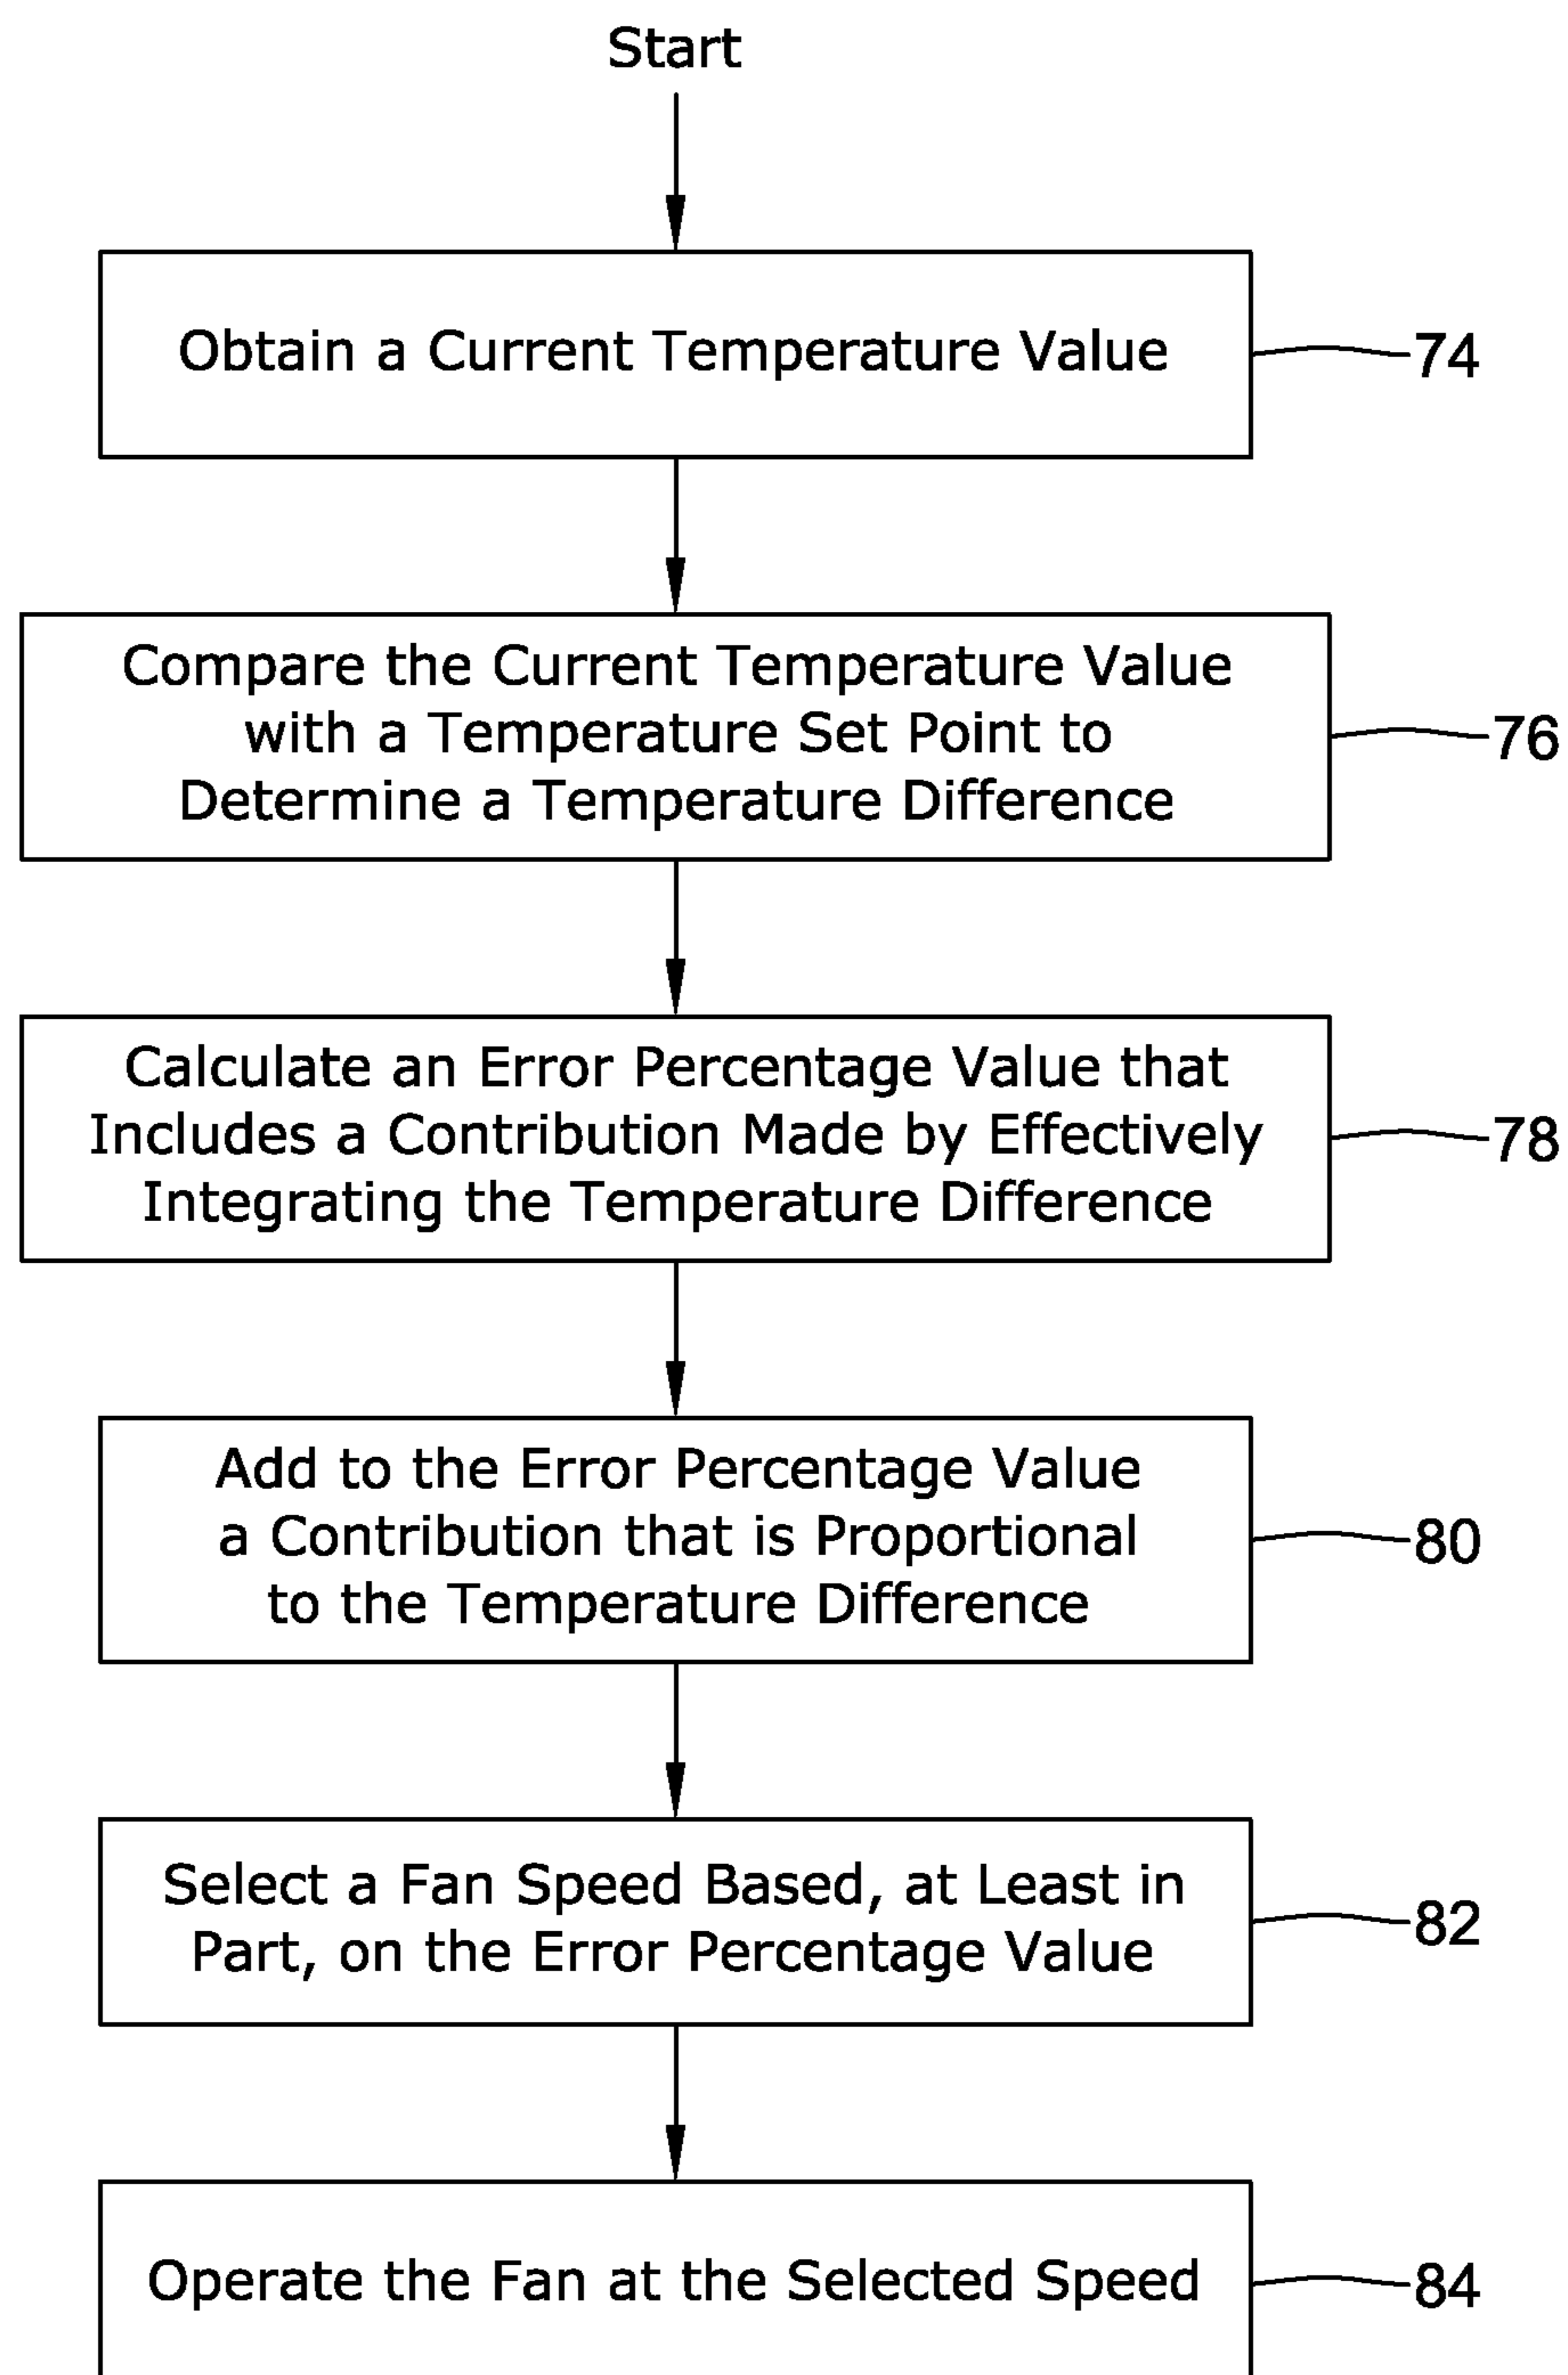 Start
Obtain a Current Temperature Value
74
Compare the Current Temperature Value
with a Temperature Set Point to
Determine a Temperature Difference
76
Calculate an Error Percentage Value that
Includes a Contribution Made by Effectively
Integrating the Temperature Difference
78
Add to the Error Percentage Value
a Contribution that is Proportional
to the Temperature Difference
80
Select a Fan Speed Based, at Least in
Part, on the Error Percentage Value
82
Operate the Fan at the Selected Speed
84